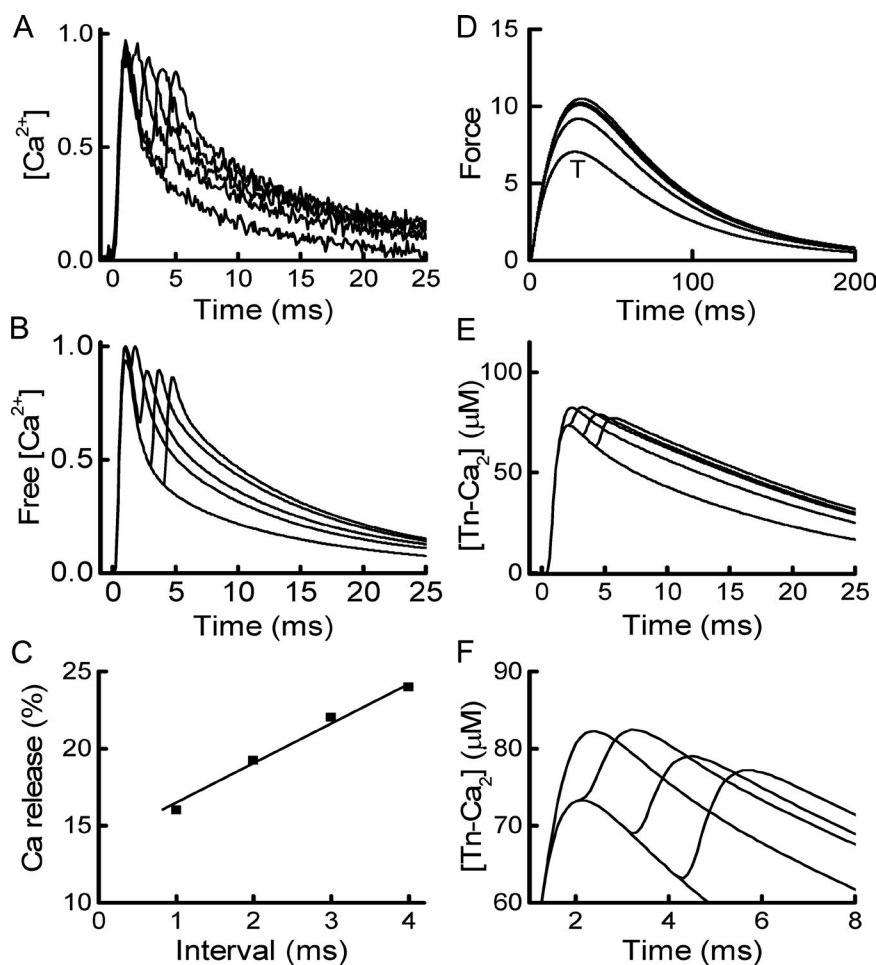 A
1.0
0.5
0.0
[Ca²⁺]
0 5 10 15 20 25
Time (ms)
B
1.0
0.5
0.0
Free [Ca²⁺]
0 5 10 15 20 25
Time (ms)
C
25
20
15
10
Ca release (%)
0 1 2 3 4
Interval (ms)
D
15
10
5
0
Force
T
0 100 200
Time (ms)
E
100
50
0
[Tn-Ca₂] (μM)
0 5 10 15 20 25
Time (ms)
F
90
80
70
60
[Tn-Ca₂] (μM)
2 4 6 8
Time (ms)